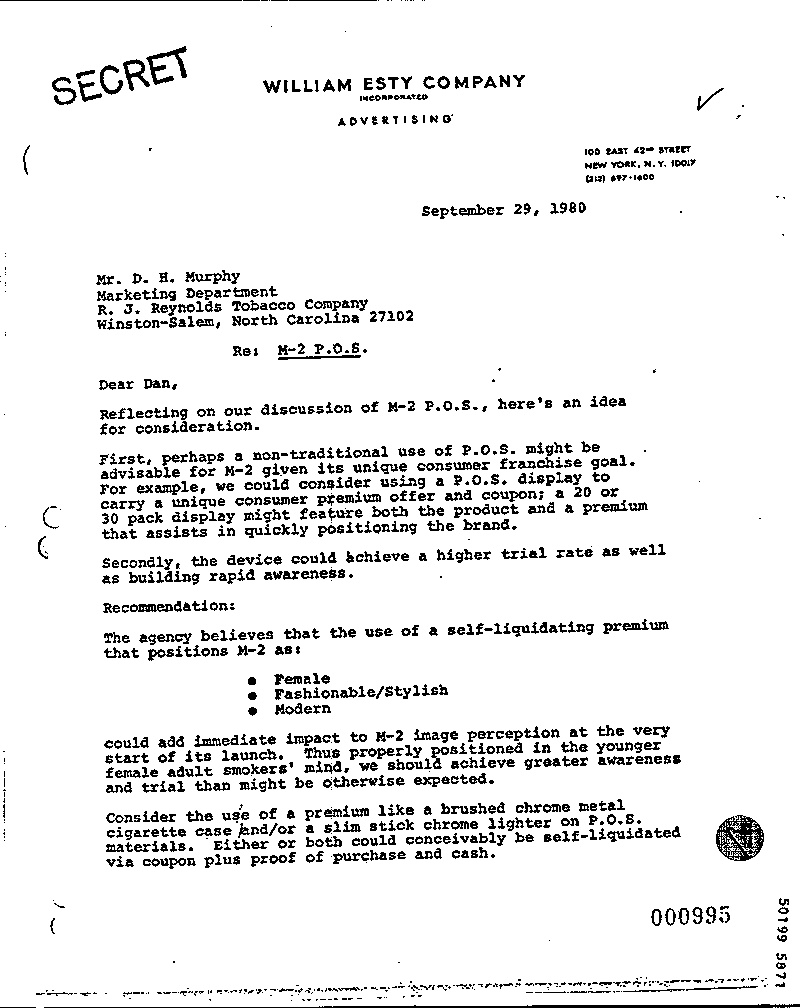 SECRET
WILLIAM ESTY COMPANY
INCORPORATED
ADVERTISING
100 EAST 42ND STREET
NEW YORK, N.Y. 10017
(212) 697-1600
September 29, 1980
Mr. D. H. Murphy
Marketing Department
R. J. Reynolds Tobacco Company
Winston-Salem, North Carolina 27102
Re: M-2 P.O.S.
Dear Dan,
Reflecting on our discussion of M-2 P.O.S., here's an idea
for consideration.
First, perhaps a non-traditional use of P.O.S. might be
advisable for M-2 given its unique consumer franchise goal.
For example, we could consider using a P.O.S. display to
carry a unique consumer premium offer and coupon; a 20 or
30 pack display might feature both the product and a premium
that assists in quickly positioning the brand.
Secondly, the device could achieve a higher trial rate as well
as building rapid awareness.
Recommendation:
The agency believes that the use of a self-liquidating premium
that positions M-2 as:
● Female
● Fashionable/Stylish
● Modern
could add immediate impact to M-2 image perception at the very
start of its launch. Thus properly positioned in the younger
female adult smokers' mind, we should achieve greater awareness
and trial than might be otherwise expected.
Consider the use of a premium like a brushed chrome metal
cigarette case and/or a slim stick chrome lighter on P.O.S.
materials. Either or both could conceivably be self-liquidated
via coupon plus proof of purchase and cash.
000995
50199 5871